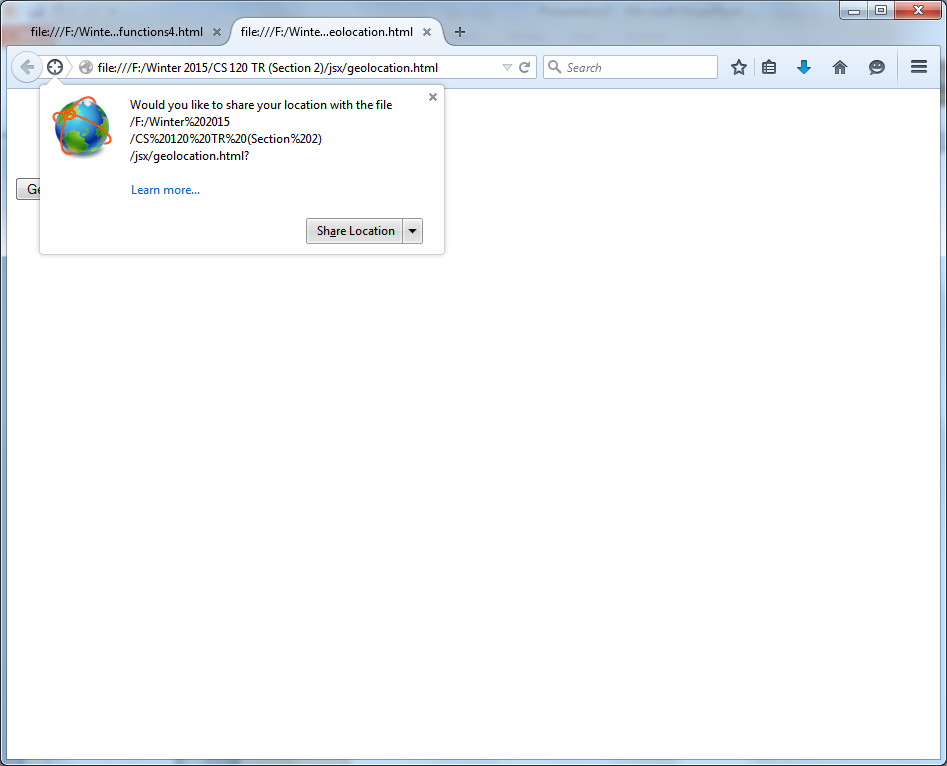 file:///F:/Winte...functions4.html
file:///F:/Winte...eolocation.html
file:///F:/Winter 2015/CS 120 TR (Section 2)/jsx/geolocation.html
Search
Would you like to share your location with the file
/F:/Winter%202015
/CS%20120%20TR%20(Section%202)
/jsx/geolocation.html?
Ge
Learn more...
Share Location